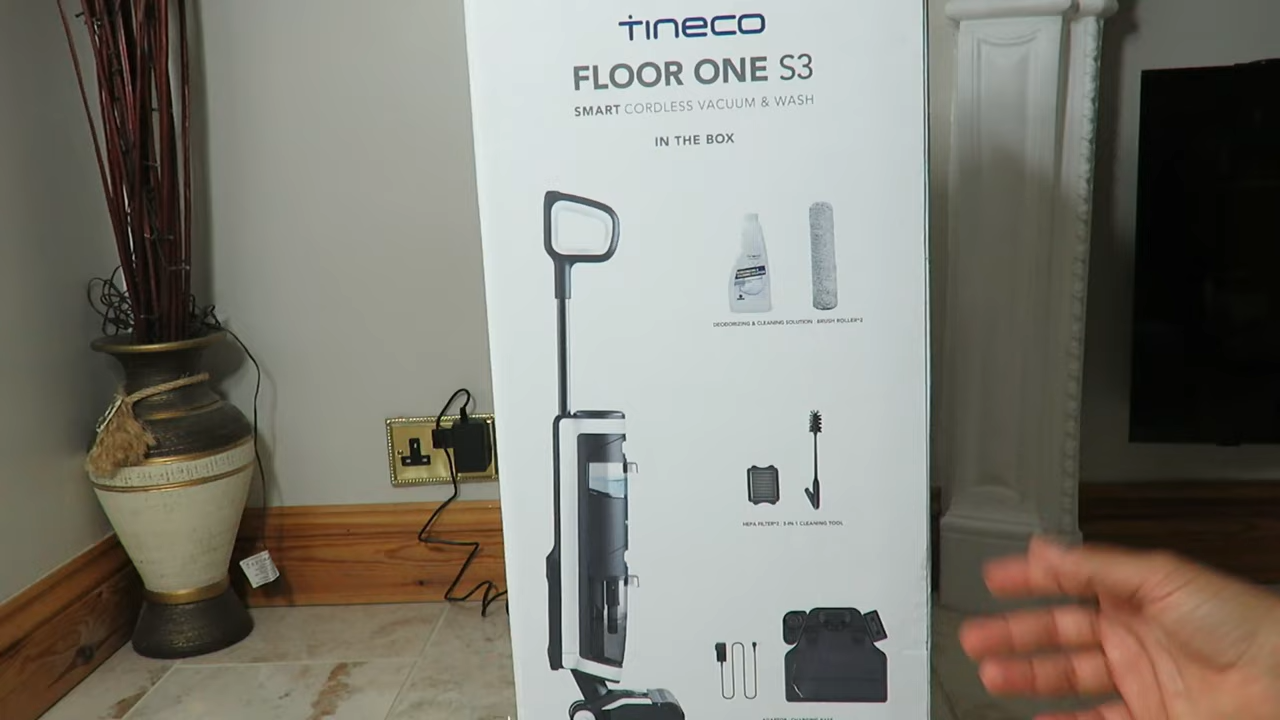 TINECO
FLOOR ONE S3
SMART CORDLESS VACUUM & WASH
IN THE BOX
DEODORIZING & CLEANING SOLUTION BRUSH ROLLER*2
HEPA FILTER*2 3-IN-1 CLEANING TOOL